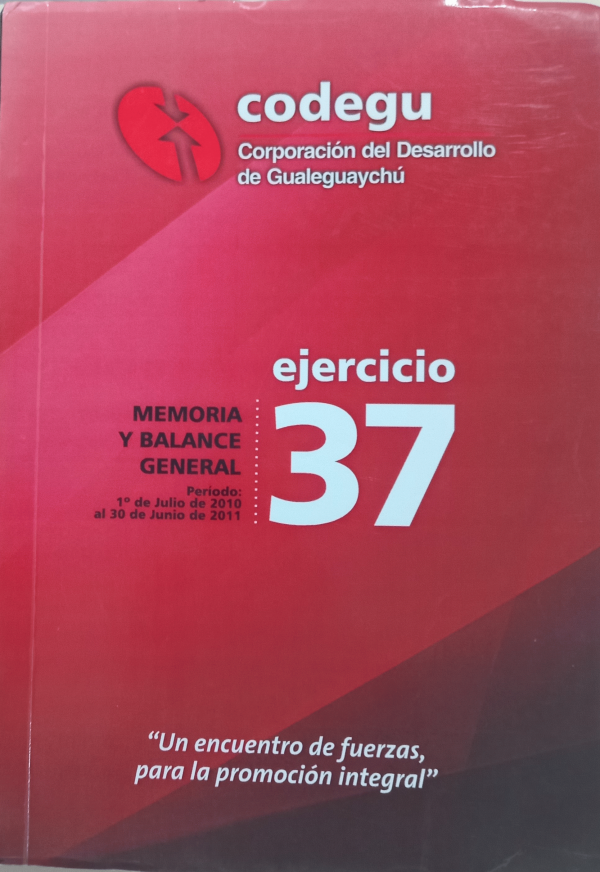 codegu
Corporación del Desarrollo
de Gualeguaychú
ejercicio
37
MEMORIA
Y BALANCE
GENERAL
Período:
1º de Julio de 2010
al 30 de Junio de 2011
“Un encuentro de fuerzas,
para la promoción integral”